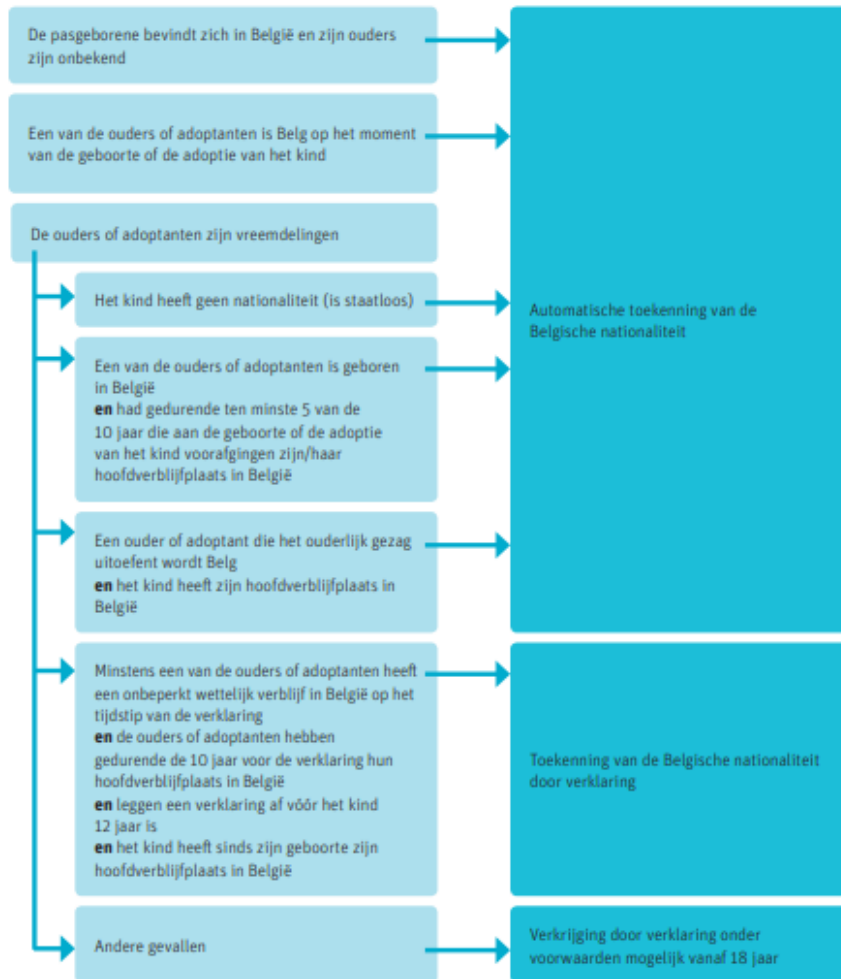 De pasgeborene bevindt zich in België en zijn ouders
zijn onbekend
Een van de ouders of adoptanten is Belg op het moment
van de geboorte of de adoptie van het kind
De ouders of adoptanten zijn vreemdelingen
Het kind heeft geen nationaliteit (is staatloos)
Automatische toekenning van de
Belgische nationaliteit
Een van de ouders of adoptanten is geboren
in België
en had gedurende ten minste 5 van de
10 jaar die aan de geboorte of de adoptie
van het kind voorafgingen zijn/haar
hoofdverblijfplaats in België
Een ouder of adoptant die het ouderlijk gezag
uitoefent wordt Belg
en het kind heeft zijn hoofdverblijfplaats in
België
Minstens een van de ouders of adoptanten heeft
een onbeperkt wettelijk verblijf in België op het
tijdstip van de verklaring
en de ouders of adoptanten hebben
gedurende de 10 jaar voor de verklaring hun
hoofdverblijfplaats in België
en leggen een verklaring af vóór het kind
12 jaar is
en het kind heeft sinds zijn geboorte zijn
hoofdverblijfplaats in België
Toekenning van de Belgische nationaliteit
door verklaring
Andere gevallen
Verkrijging door verklaring onder
voorwaarden mogelijk vanaf 18 jaar